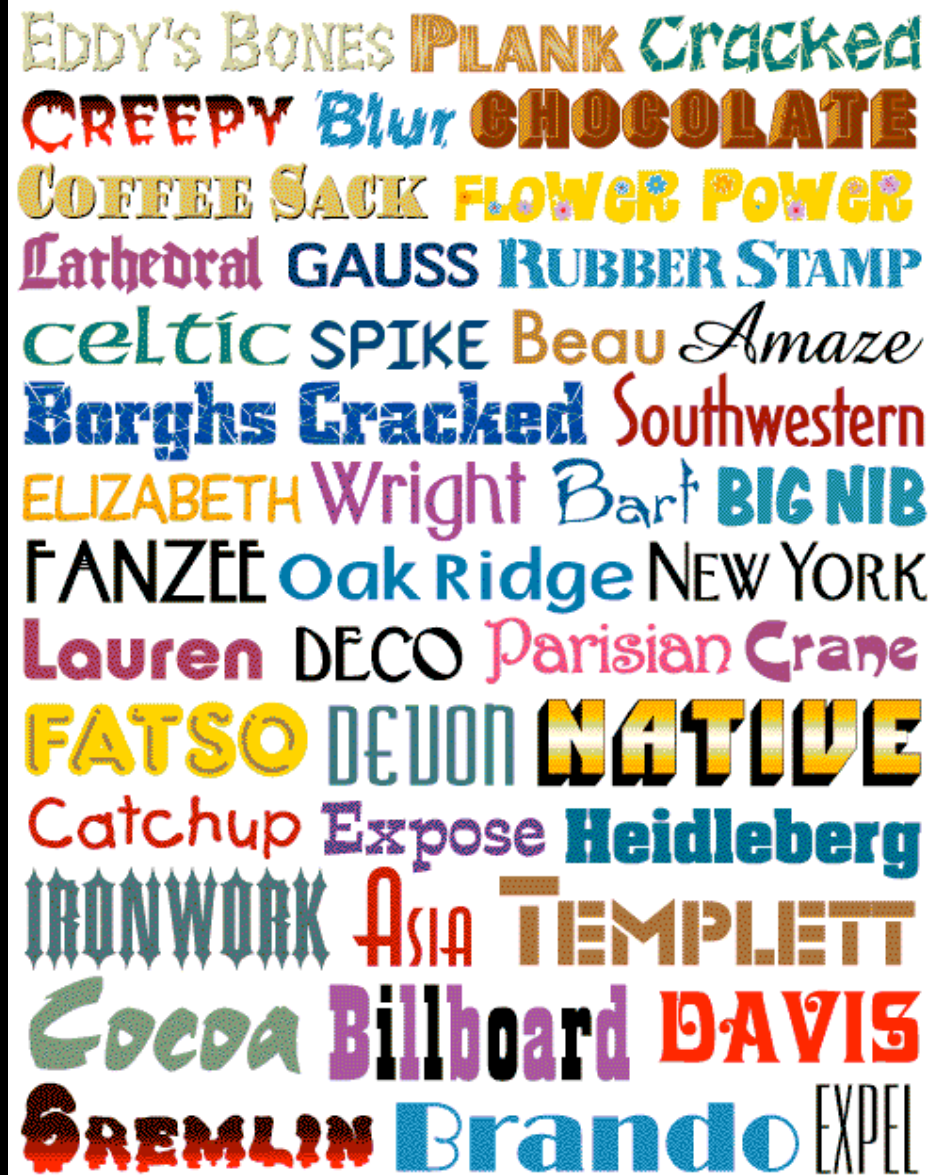 EDDY'S BONES PLANK Cracked
CREEPY Blur CHOCOLATE
COFFEE SACK FLOWER POWER
Cathedral GAUSS RUBBER STAMP
celtic SPIKE Beau Amaze
Borghs Cracked Southwestern
ELIZABETH Wright Bart BIG NIB
FANZEE Oak Ridge NEW YORK
Lauren DECO Parisian Crane
FATSO DEVON NATIVE
Catchup Expose Heidleberg
IRONWORK ASIA TEMPLETT
Cocoa Billboard DAVIS
GREMLIN Brando EXPEL